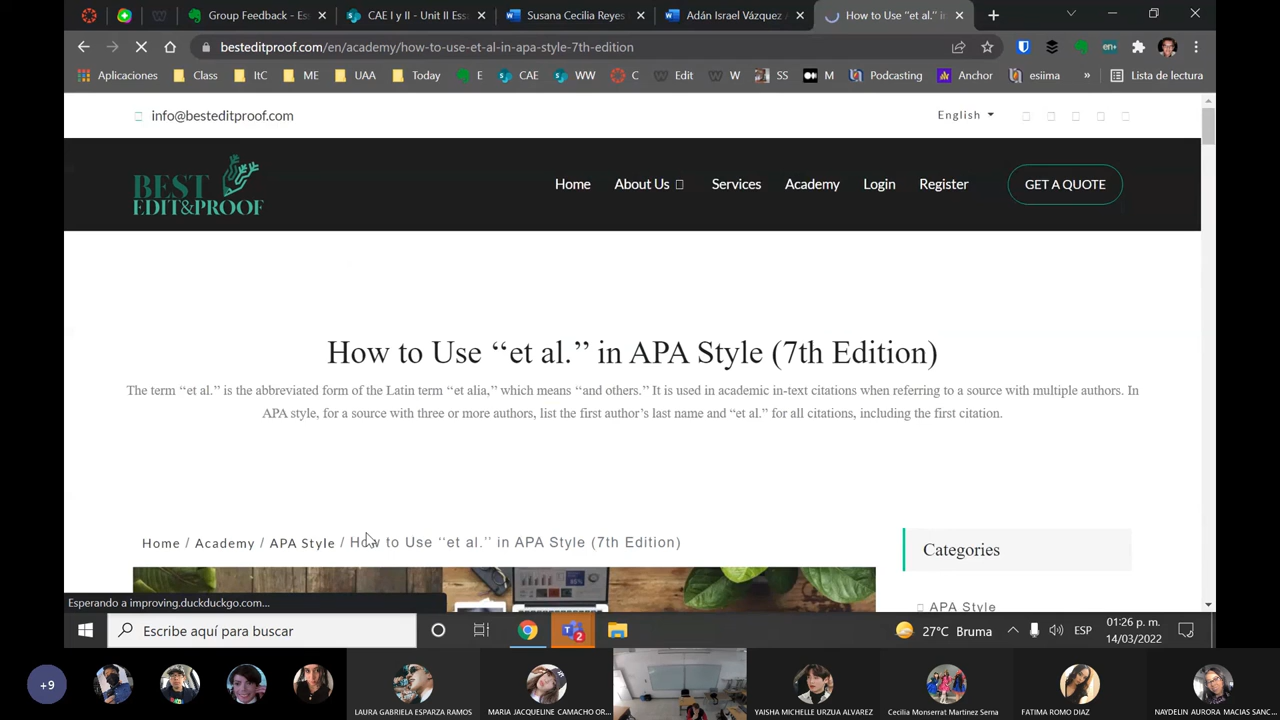 Group Feedback - Ess
CAE I y II - Unit II Ess
Susana Cecilia Reyes
Adán Israel Vázquez A
How to Use "et al." i
besteditproof.com/en/academy/how-to-use-et-al-in-apa-style-7th-edition
Aplicaciones Class ItC ME UAA Today E CAE WW C Edit W SS M Podcasting Anchor esiima » Lista de lectura
info@besteditproof.com
English
BEST
EDIT&PROOF
Home About Us Services Academy Login Register GET A QUOTE
How to Use ‘‘et al.’’ in APA Style (7th Edition)
The term ‘‘et al.’’ is the abbreviated form of the Latin term ‘‘et alia,’’ which means ‘‘and others.’’ It is used in academic in-text citations when referring to a source with multiple authors. In
APA style, for a source with three or more authors, list the first author’s last name and “et al.” for all citations, including the first citation.
Home / Academy / APA Style / How to Use ‘‘et al.’’ in APA Style (7th Edition)
Categories
APA Style
Esperando a improving.duckduckgo.com...
Escribe aquí para buscar
2
27°C Bruma
ESP
01:26 p. m.
14/03/2022
+9
LAURA GABRIELA ESPARZA RAMOS
MARIA JACQUELINE CAMACHO OR...
YAISHA MICHELLE URZUA ALVAREZ
Cecilia Monserrat Martinez Serna
FATIMA ROMO DIAZ
NAYDELIN AURORA MACIAS SANC...